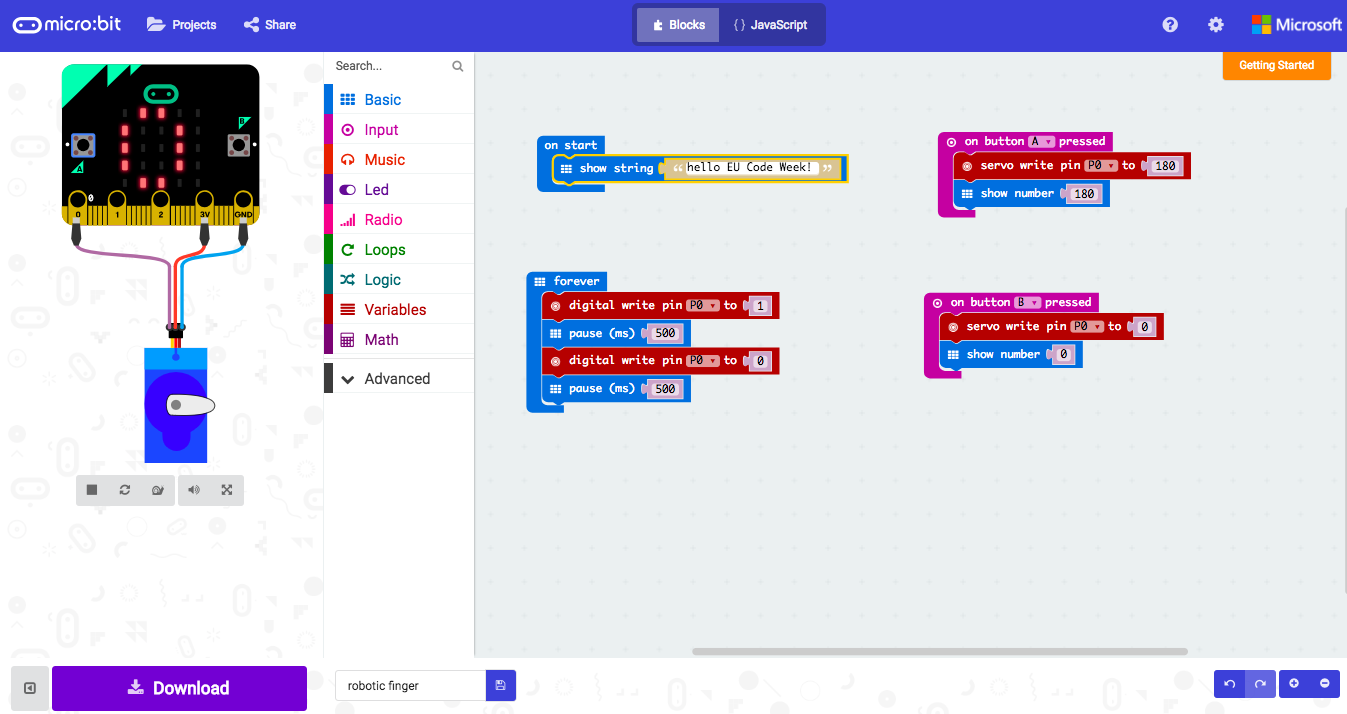 micro:bit
Projects
Share
Blocks
{ } JavaScript
?
Microsoft
Getting Started
B
A
0
0
1
2
3V
GND
Search...
Basic
Input
Music
Led
Radio
Loops
Logic
Variables
Math
Advanced
on start
show string “ hello EU Code Week! ”
forever
digital write pin P0 to 1
pause (ms) 500
digital write pin P0 to 0
pause (ms) 500
on button A pressed
servo write pin P0 to 180
show number 180
on button B pressed
servo write pin P0 to 0
show number 0
Download
robotic finger